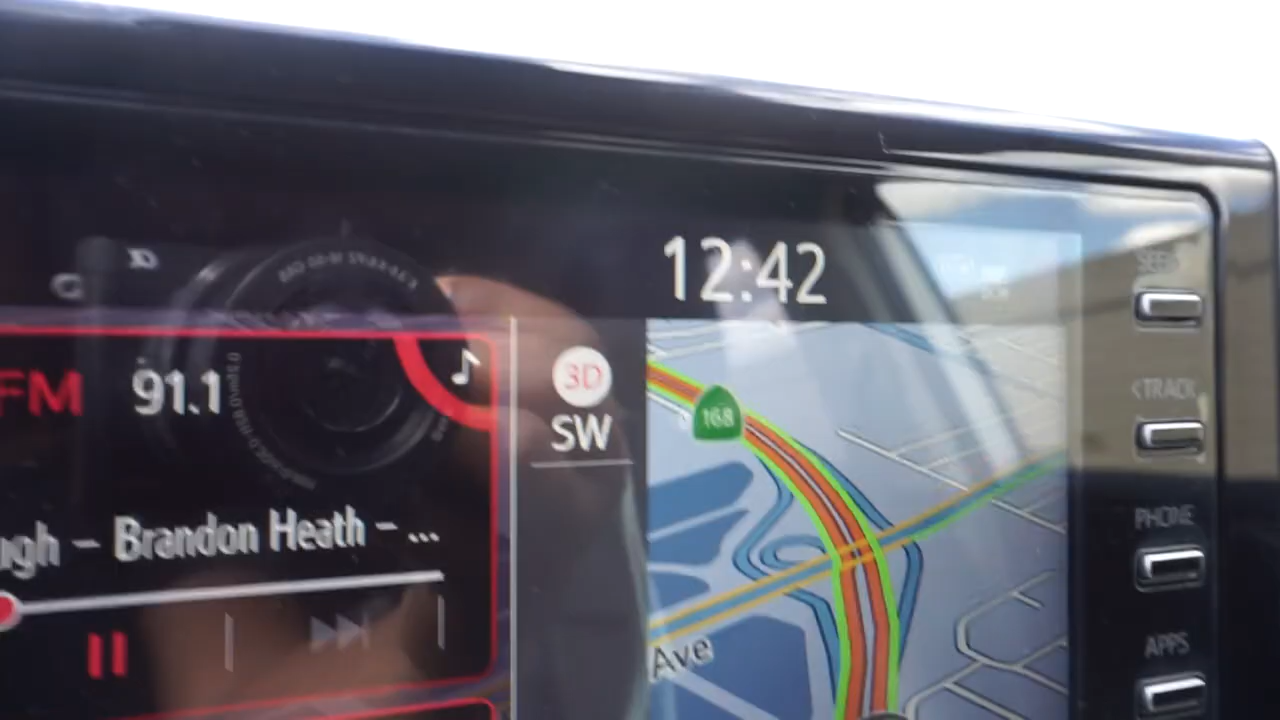 12:42
SEEK
FM 91.1
3D
SW
168
<TRACK
ugh – Brandon Heath – ...
PHONE
Ave
APPS